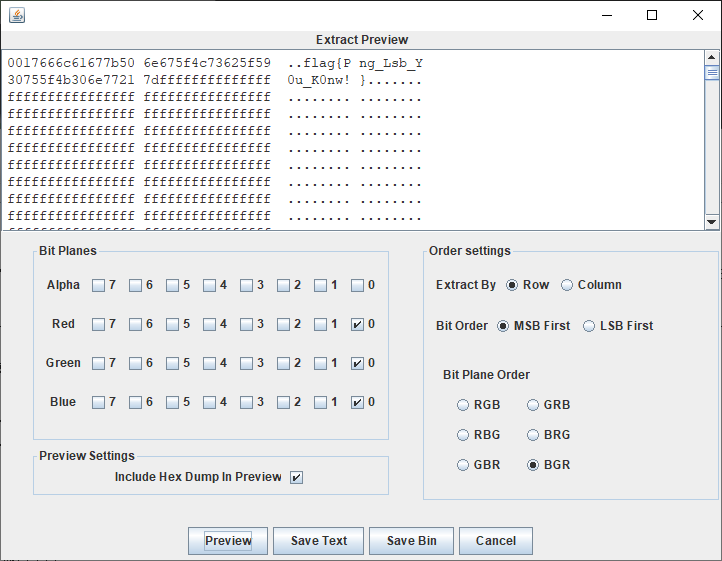 Extract Preview
0017666c61677b50 6e675f4c73625f59 ..flag{P ng_Lsb_Y
30755f4b306e7721 7dffffffffffffff 0u_K0nw! }.......
ffffffffffffffff ffffffffffffffff ........ ........
ffffffffffffffff ffffffffffffffff ........ ........
ffffffffffffffff ffffffffffffffff ........ ........
ffffffffffffffff ffffffffffffffff ........ ........
ffffffffffffffff ffffffffffffffff ........ ........
ffffffffffffffff ffffffffffffffff ........ ........
ffffffffffffffff ffffffffffffffff ........ ........
ffffffffffffffff ffffffffffffffff ........ ........
Bit Planes
Alpha 7 6 5 4 3 2 1 0
Red 7 6 5 4 3 2 1 0
Green 7 6 5 4 3 2 1 0
Blue 7 6 5 4 3 2 1 0
Preview Settings
Include Hex Dump In Preview
Order settings
Extract By Row Column
Bit Order MSB First LSB First
Bit Plane Order
RGB GRB
RBG BRG
GBR BGR
Preview Save Text Save Bin Cancel